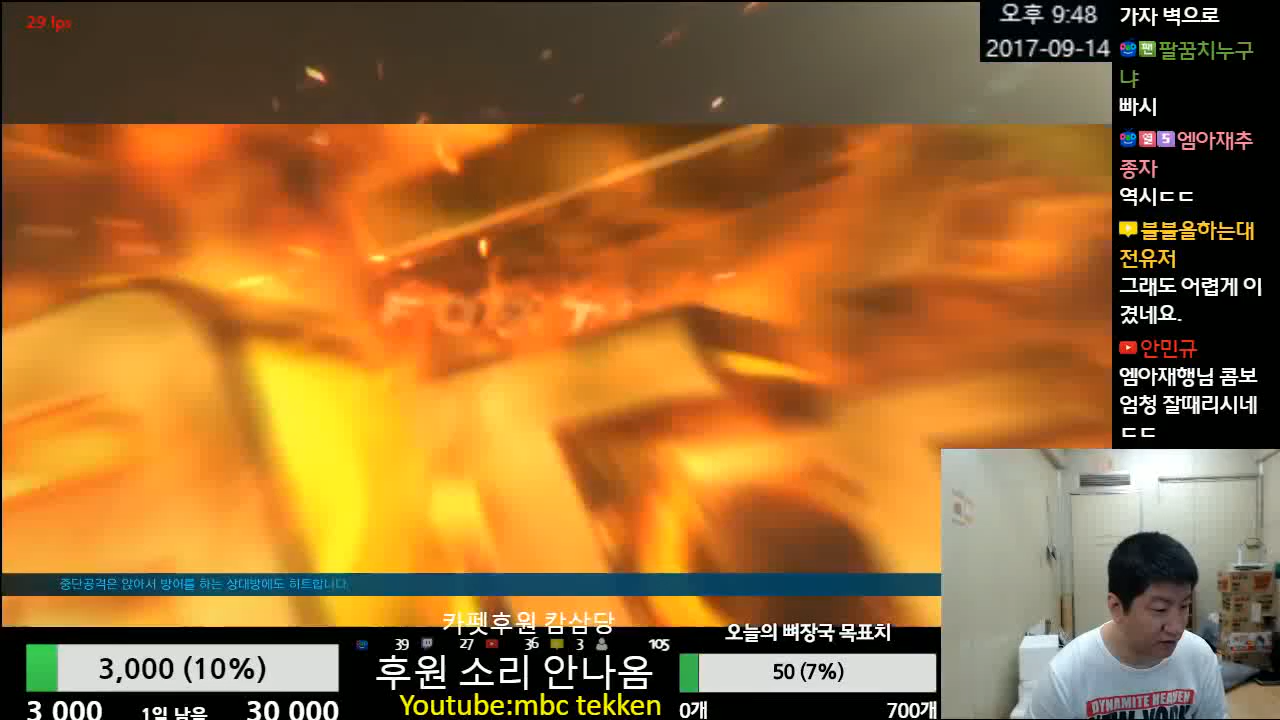 29 fps
오후 9:48
2017-09-14
가자 벽으로
팬 팔꿈치누구
냐
빠시
열 5 엠아재추
종자
역시ㄷㄷ
불불을하는대
전유저
그래도 어렵게 이
겼네요.
안민규
엠아재행님 콤보
엄청 잘때리시네
ㄷㄷ
중단공격은 앉아서 방어를 하는 상대방에도 히트합니다.
카펫후원 캄삼당
39 27 36 3 105
후원 소리 안나옴
Youtube:mbc tekken
3,000 (10%)
3 000 1일 남음 30 000
오늘의 뼈장국 목표치
50 (7%)
0개 700개
DYNAMITE HEAVEN